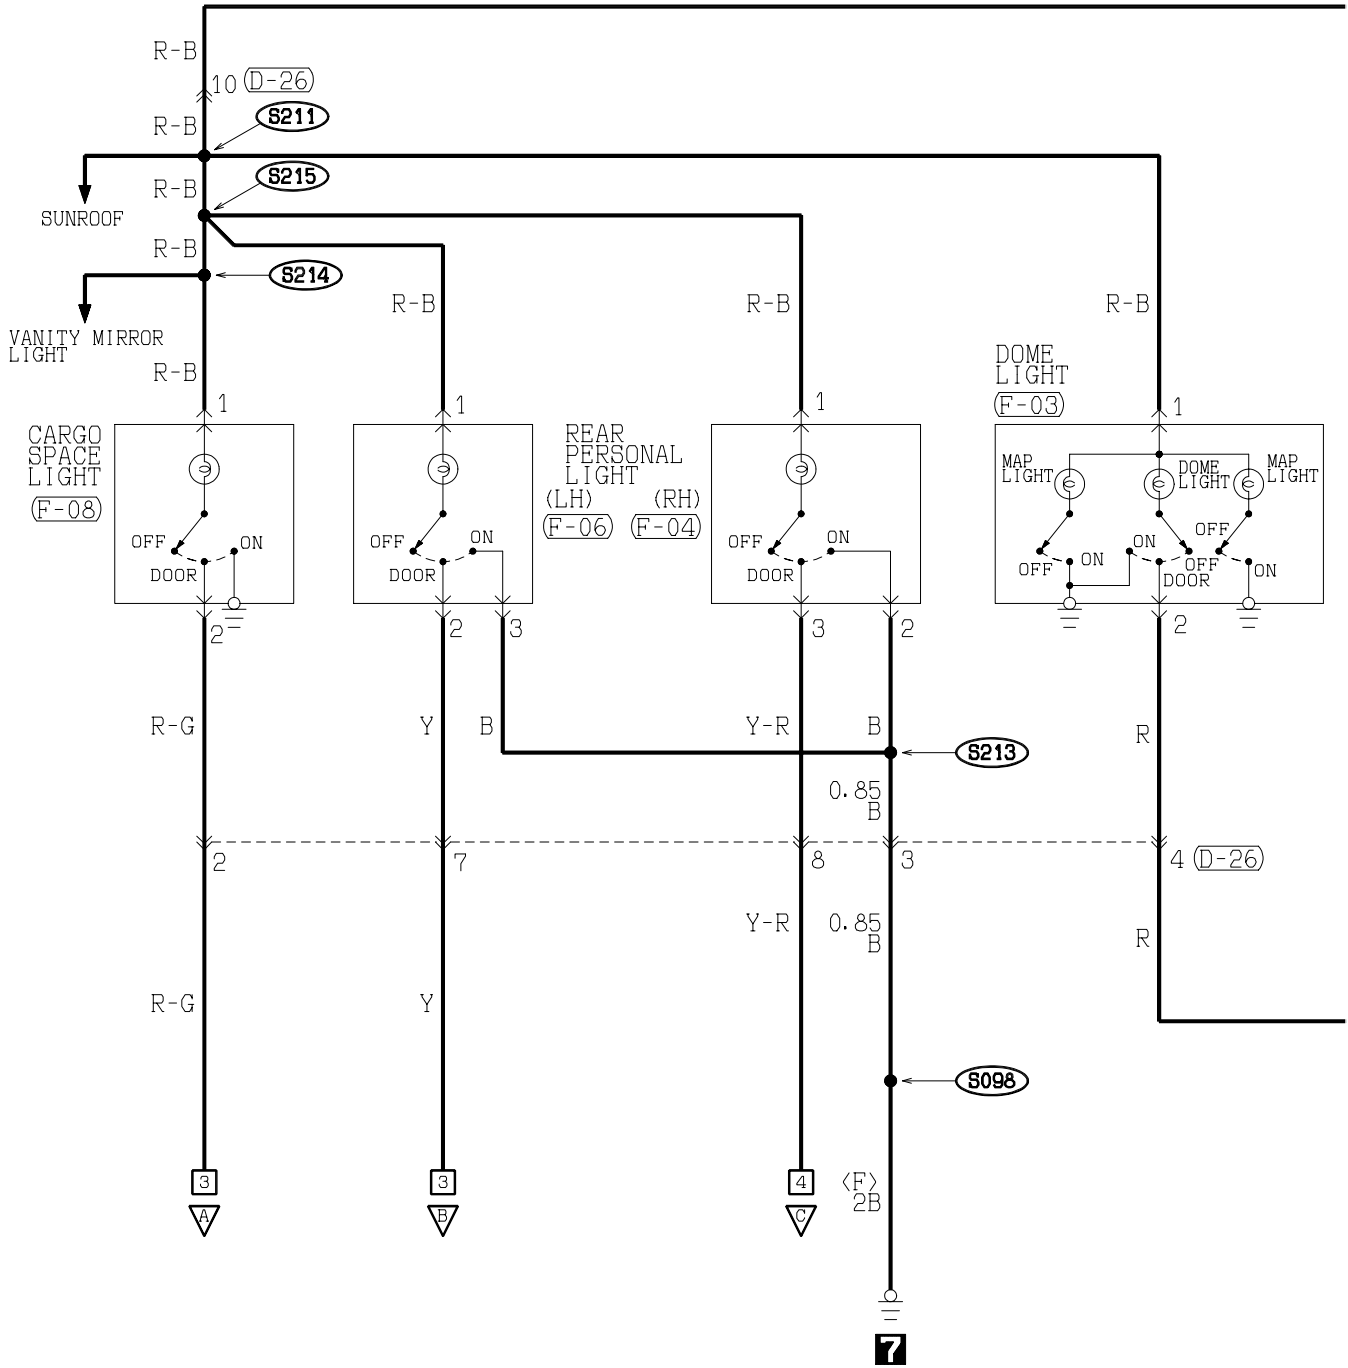 R-B
10 (D-26)
S211
R-B
S215
R-B
SUNROOF
R-B
S214
R-B
R-B
R-B
VANITY MIRROR
LIGHT
R-B
DOME
LIGHT
(F-03)
1
1
1
1
CARGO
SPACE
LIGHT
(F-08)
REAR
PERSONAL
LIGHT
(LH)
(RH)
(F-06)
(F-04)
MAP
LIGHT
DOME
LIGHT
MAP
LIGHT
OFF
ON
DOOR
OFF
ON
DOOR
OFF
ON
DOOR
OFF
ON
ON
OFF
DOOR
OFF
ON
2
2
3
3
2
2
R-G
Y
B
Y-R
B
R
S213
0.85
B
2
7
8
3
4 (D-26)
Y-R
0.85
B
R
R-G
Y
S098
3
3
4
<F>
2B
A
B
C
7